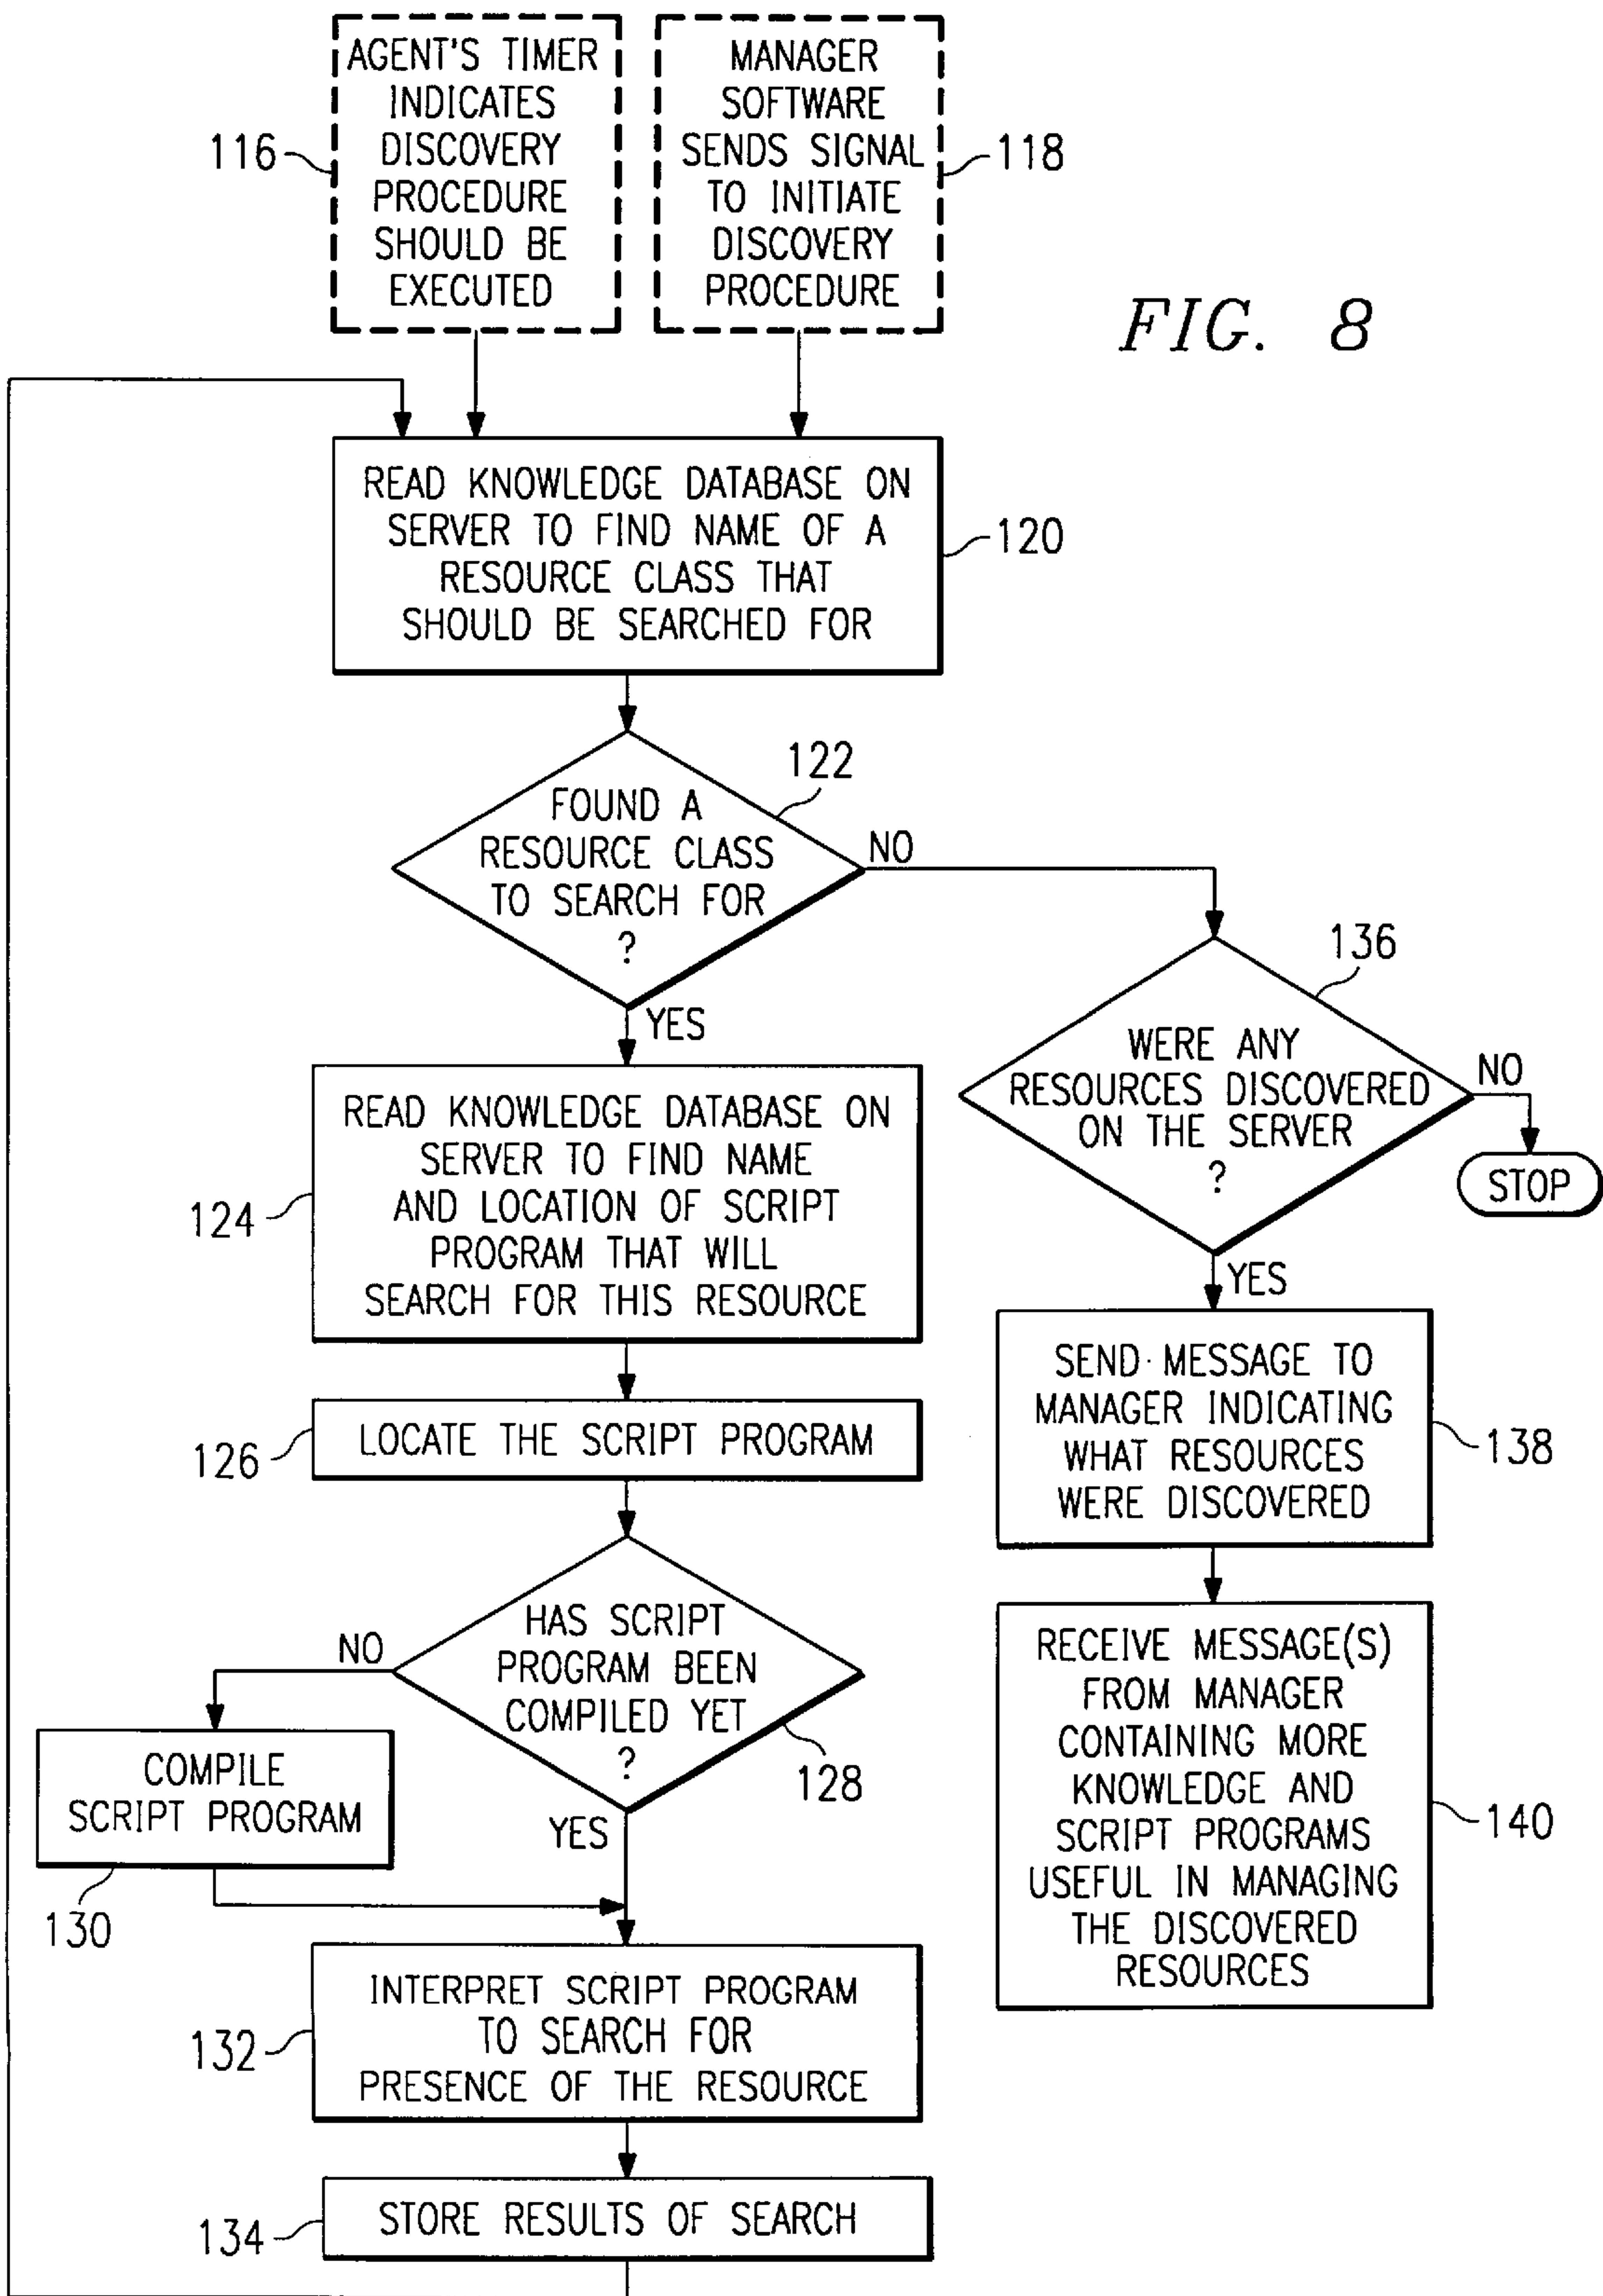 AGENT'S TIMER
INDICATES
DISCOVERY
PROCEDURE
SHOULD BE
EXECUTED
116
MANAGER
SOFTWARE
SENDS SIGNAL
TO INITIATE
DISCOVERY
PROCEDURE
118
FIG. 8
READ KNOWLEDGE DATABASE ON
SERVER TO FIND NAME OF A
RESOURCE CLASS THAT
SHOULD BE SEARCHED FOR
120
122
FOUND A
RESOURCE CLASS
TO SEARCH FOR
?
NO
YES
136
WERE ANY
RESOURCES DISCOVERED
ON THE SERVER
?
NO
STOP
YES
READ KNOWLEDGE DATABASE ON
SERVER TO FIND NAME
AND LOCATION OF SCRIPT
PROGRAM THAT WILL
SEARCH FOR THIS RESOURCE
124
SEND MESSAGE TO
MANAGER INDICATING
WHAT RESOURCES
WERE DISCOVERED
138
LOCATE THE SCRIPT PROGRAM
126
HAS SCRIPT
PROGRAM BEEN
COMPILED YET
?
128
NO
YES
COMPILE
SCRIPT PROGRAM
130
RECEIVE MESSAGE(S)
FROM MANAGER
CONTAINING MORE
KNOWLEDGE AND
SCRIPT PROGRAMS
USEFUL IN MANAGING
THE DISCOVERED
RESOURCES
140
INTERPRET SCRIPT PROGRAM
TO SEARCH FOR
PRESENCE OF THE RESOURCE
132
STORE RESULTS OF SEARCH
134